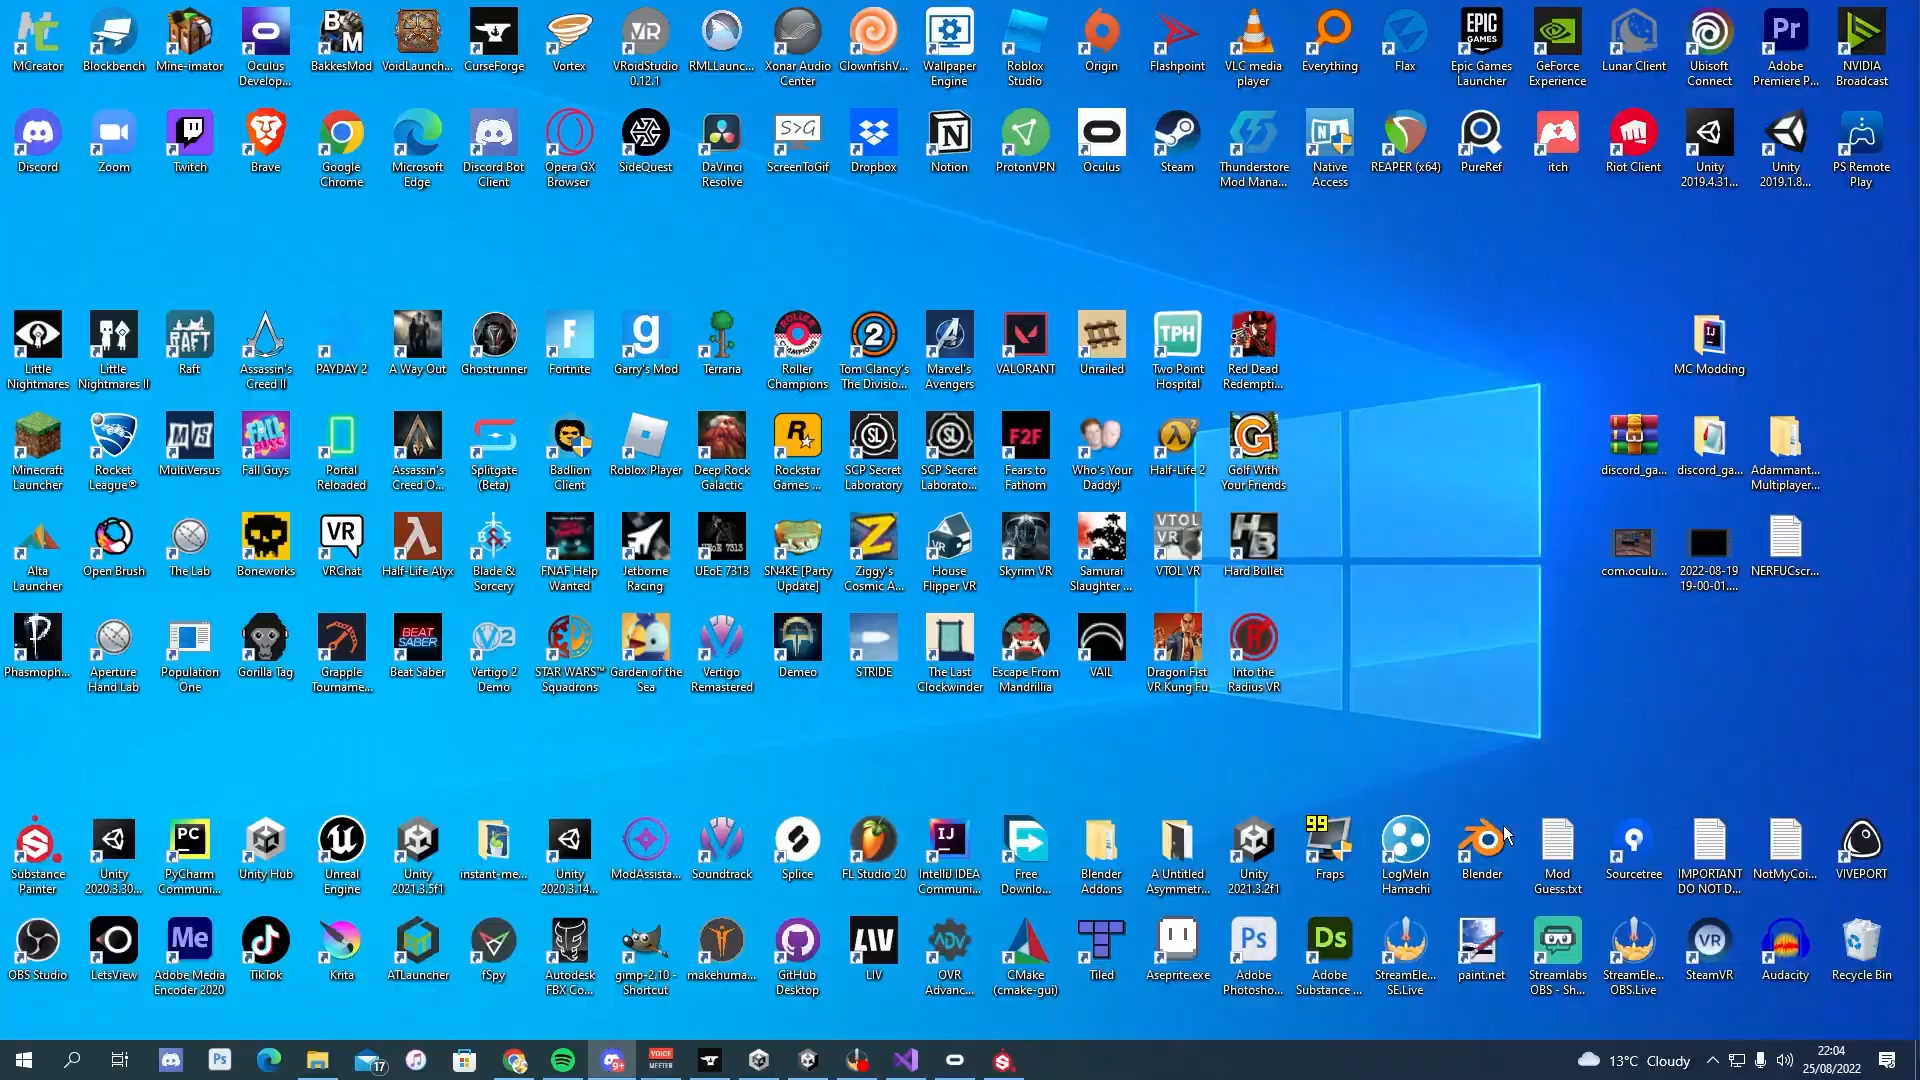 MCreator
Blockbench
Mine-imator
Oculus
Develop...
BakkesMod
VoidLaunch...
CurseForge
Vortex
VRoidStudio
0.12.1
RMLLaunc...
Xonar Audio
Center
ClownfishV...
Wallpaper
Engine
Roblox
Studio
Origin
Flashpoint
VLC media
player
Everything
Flax
Epic Games
Launcher
GeForce
Experience
Lunar Client
Ubisoft
Connect
Adobe
Premiere P...
NVIDIA
Broadcast
Discord
Zoom
Twitch
Brave
Google
Chrome
Microsoft
Edge
Discord Bot
Client
Opera GX
Browser
SideQuest
DaVinci
Resolve
ScreenToGif
Dropbox
Notion
ProtonVPN
Oculus
Steam
Thunderstore
Mod Mana...
Native
Access
REAPER (x64)
PureRef
itch
Riot Client
Unity
2019.4.31...
Unity
2019.1.8...
PS Remote
Play
Little
Nightmares
Little
Nightmares II
Raft
Assassin's
Creed II
PAYDAY 2
A Way Out
Ghostrunner
Fortnite
Garry's Mod
Terraria
Roller
Champions
Tom Clancy's
The Divisio...
Marvel's
Avengers
VALORANT
Unrailed
Two Point
Hospital
Red Dead
Redempti...
MC Modding
Minecraft
Launcher
Rocket
League®
MultiVersus
Fall Guys
Portal
Reloaded
Assassin's
Creed O...
Splitgate
(Beta)
Badlion
Client
Roblox Player
Deep Rock
Galactic
Rockstar
Games ...
SCP Secret
Laboratory
SCP Secret
Laborato...
Fears to
Fathom
Who's Your
Daddy!
Half-Life 2
Golf With
Your Friends
discord_ga...
discord_ga...
Adammant...
Multiplayer...
Alta
Launcher
Open Brush
The Lab
Boneworks
VRChat
Half-Life Alyx
Blade &
Sorcery
FNAF Help
Wanted
Jetborne
Racing
UEoE 7313
SN4KE [Party
Update]
Ziggy's
Cosmic A...
House
Flipper VR
Skyrim VR
Samurai
Slaughter ...
VTOL VR
Hard Bullet
com.oculu...
2022-08-19
19-00-01....
NERFUCscr...
Phasmoph...
Aperture
Hand Lab
Population
One
Gorilla Tag
Grapple
Tourname...
Beat Saber
Vertigo 2
Demo
STAR WARS™
Squadrons
Garden of the
Sea
Vertigo
Remastered
Demeo
STRIDE
The Last
Clockwinder
Escape From
Mandrillia
VAIL
Dragon Fist
VR Kung Fu
Into the
Radius VR
Substance
Painter
Unity
2020.3.30...
PyCharm
Communi...
Unity Hub
Unreal
Engine
Unity
2021.3.5f1
instant-me...
Unity
2020.3.14...
ModAssista...
Soundtrack
Splice
FL Studio 20
IntelliJ IDEA
Communi...
Free
Downlo...
Blender
Addons
A Untitled
Asymmetr...
Unity
2021.3.2f1
99
Fraps
LogMeIn
Hamachi
Blender
Mod
Guess.txt
Sourcetree
IMPORTANT
DO NOT D...
NotMyCoi...
VIVEPORT
OBS Studio
LetsView
Adobe Media
Encoder 2020
TikTok
Krita
ATLauncher
fSpy
Autodesk
FBX Co...
gimp-2.10 -
Shortcut
makehuma...
GitHub
Desktop
LIV
OVR
Advanc...
CMake
(cmake-gui)
Tiled
Aseprite.exe
Adobe
Photosho...
Adobe
Substance ...
StreamEle...
SE.Live
paint.net
Streamlabs
OBS - Sh...
StreamEle...
OBS.Live
SteamVR
Audacity
Recycle Bin
17
9+
VOICE
MEETER
13°C Cloudy
22:04
25/08/2022